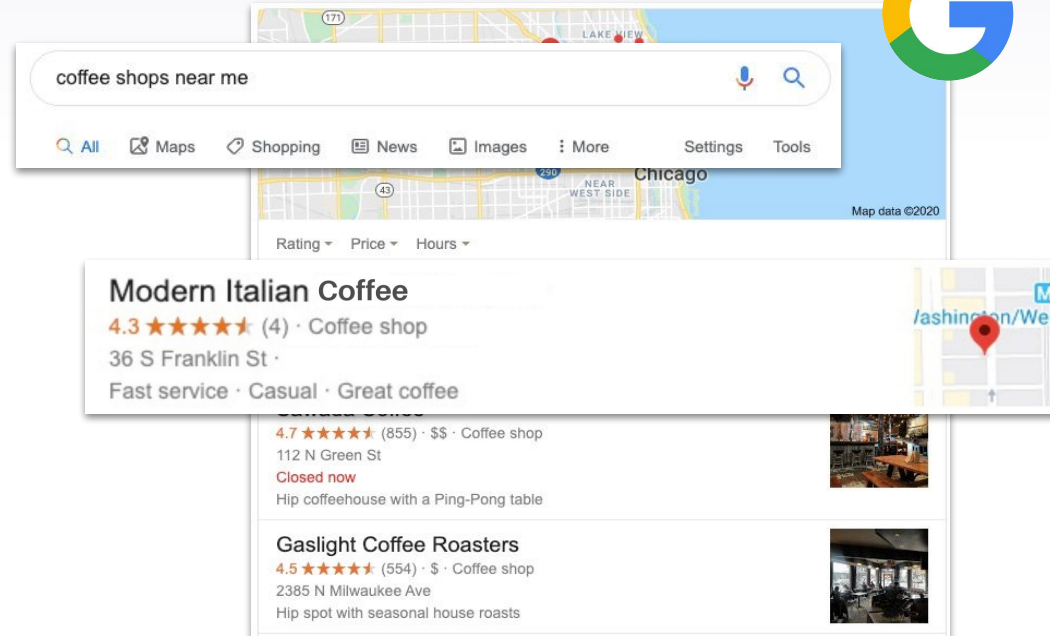 171
LAKE VIEW
coffee shops near me
All Maps Shopping News Images More Settings Tools
290
Chicago
43
NEAR
WEST SIDE
Map data ©2020
Rating Price Hours
Modern Italian Coffee
4.3 (4) · Coffee shop
36 S Franklin St ·
Fast service · Casual · Great coffee
M
/ashington/We
4.7 (855) · $$ · Coffee shop
112 N Green St
Closed now
Hip coffeehouse with a Ping-Pong table
Gaslight Coffee Roasters
4.5 (554) · $ · Coffee shop
2385 N Milwaukee Ave
Hip spot with seasonal house roasts